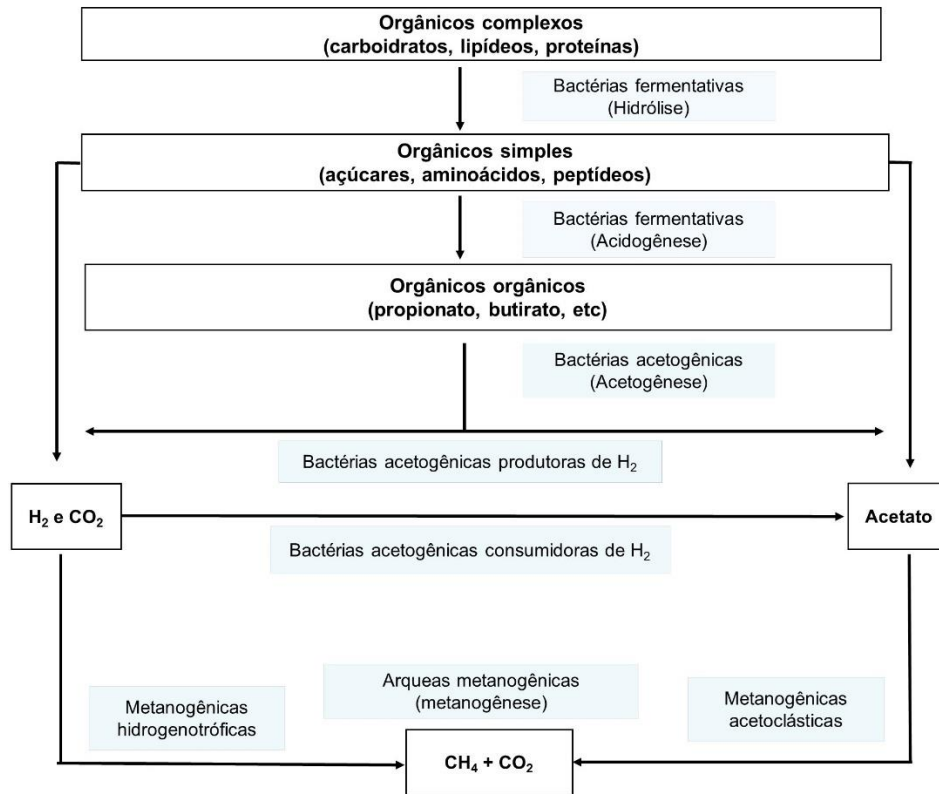 Orgânicos complexos
(carboidratos, lipídeos, proteínas)
Bactérias fermentativas
(Hidrólise)
Orgânicos simples
(açúcares, aminoácidos, peptídeos)
Bactérias fermentativas
(Acidogênese)
Orgânicos orgânicos
(propionato, butirato, etc)
Bactérias acetogênicas
(Acetogênese)
Bactérias acetogênicas produtoras de H₂
H₂ e CO₂
Acetato
Bactérias acetogênicas consumidoras de H₂
Arqueas metanogênicas
(metanogênese)
Metanogênicas
hidrogenotróficas
Metanogênicas
acetoclásticas
CH₄ + CO₂